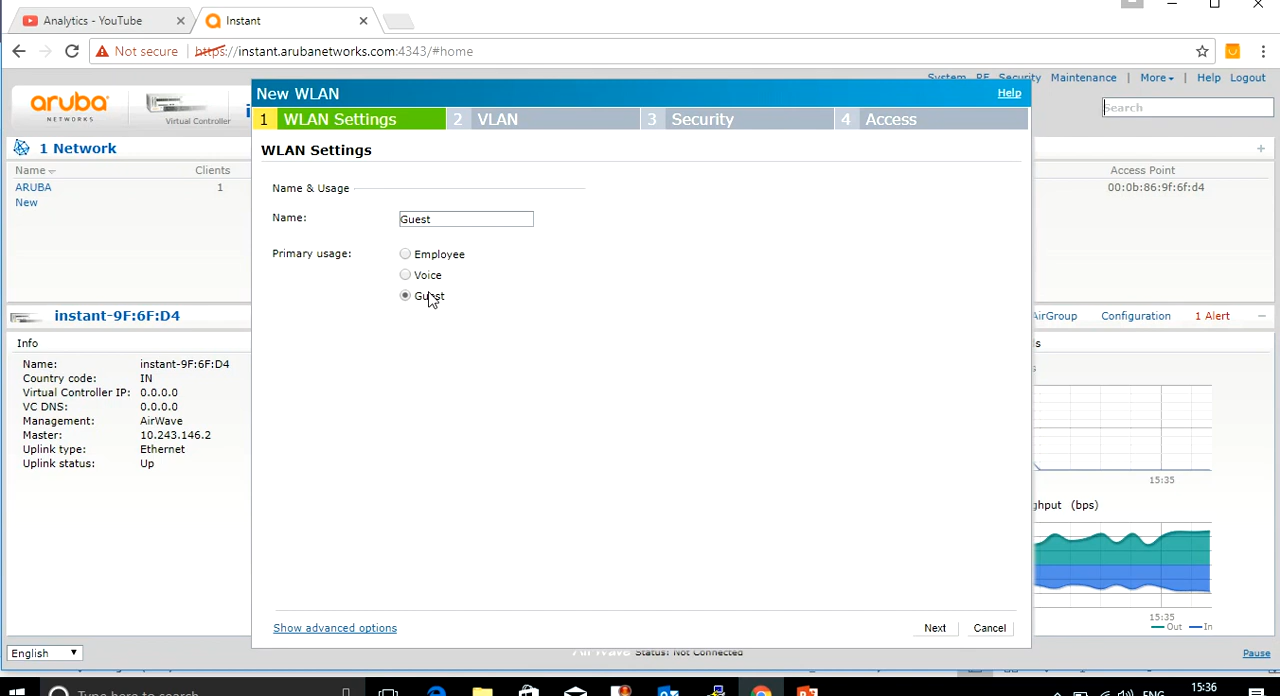 Analytics - YouTube
Instant
Not secure https://instant.arubanetworks.com:4343/#home
System RF Security Maintenance More Help Logout
aruba
NETWORKS
Virtual Controller
Search
New WLAN Help
1 WLAN Settings 2 VLAN 3 Security 4 Access
1 Network
Name Clients
ARUBA 1
New
Access Point
00:0b:86:9f:6f:d4
WLAN Settings
Name & Usage
Name: Guest
Primary usage: Employee
Voice
Guest
instant-9F:6F:D4
AirGroup Configuration 1 Alert
Info
Name: instant-9F:6F:D4
Country code: IN
Virtual Controller IP: 0.0.0.0
VC DNS: 0.0.0.0
Management: AirWave
Master: 10.243.146.2
Uplink type: Ethernet
Uplink status: Up
15:35
(bps)
15:35
Out In
Show advanced options Next Cancel
English Status: Not Connected Pause
Type here to search
15:36